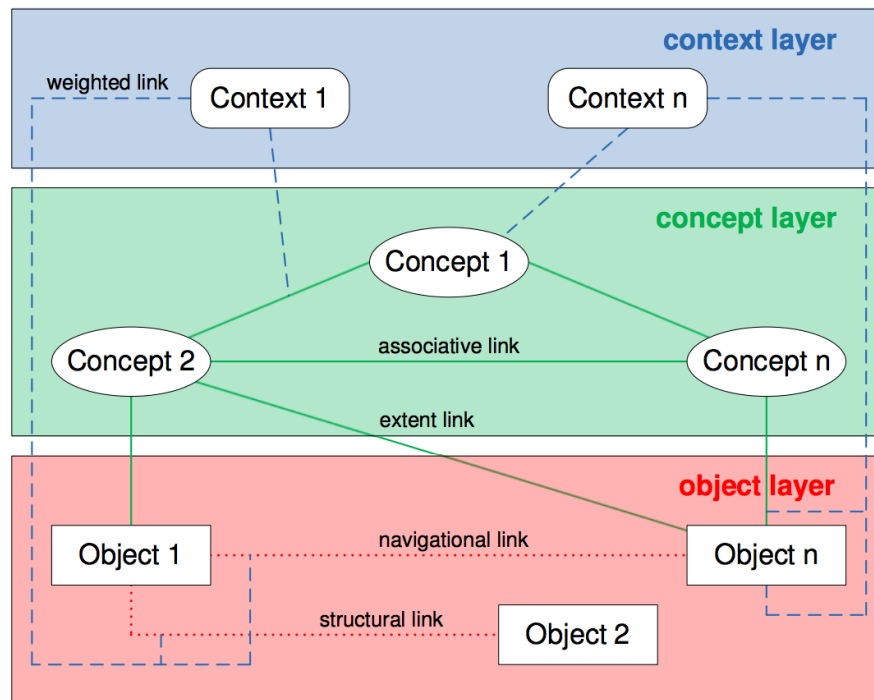 context layer
weighted link
Context 1
Context n
concept layer
Concept 1
Concept 2
associative link
Concept n
extent link
object layer
Object 1
navigational link
Object n
structural link
Object 2